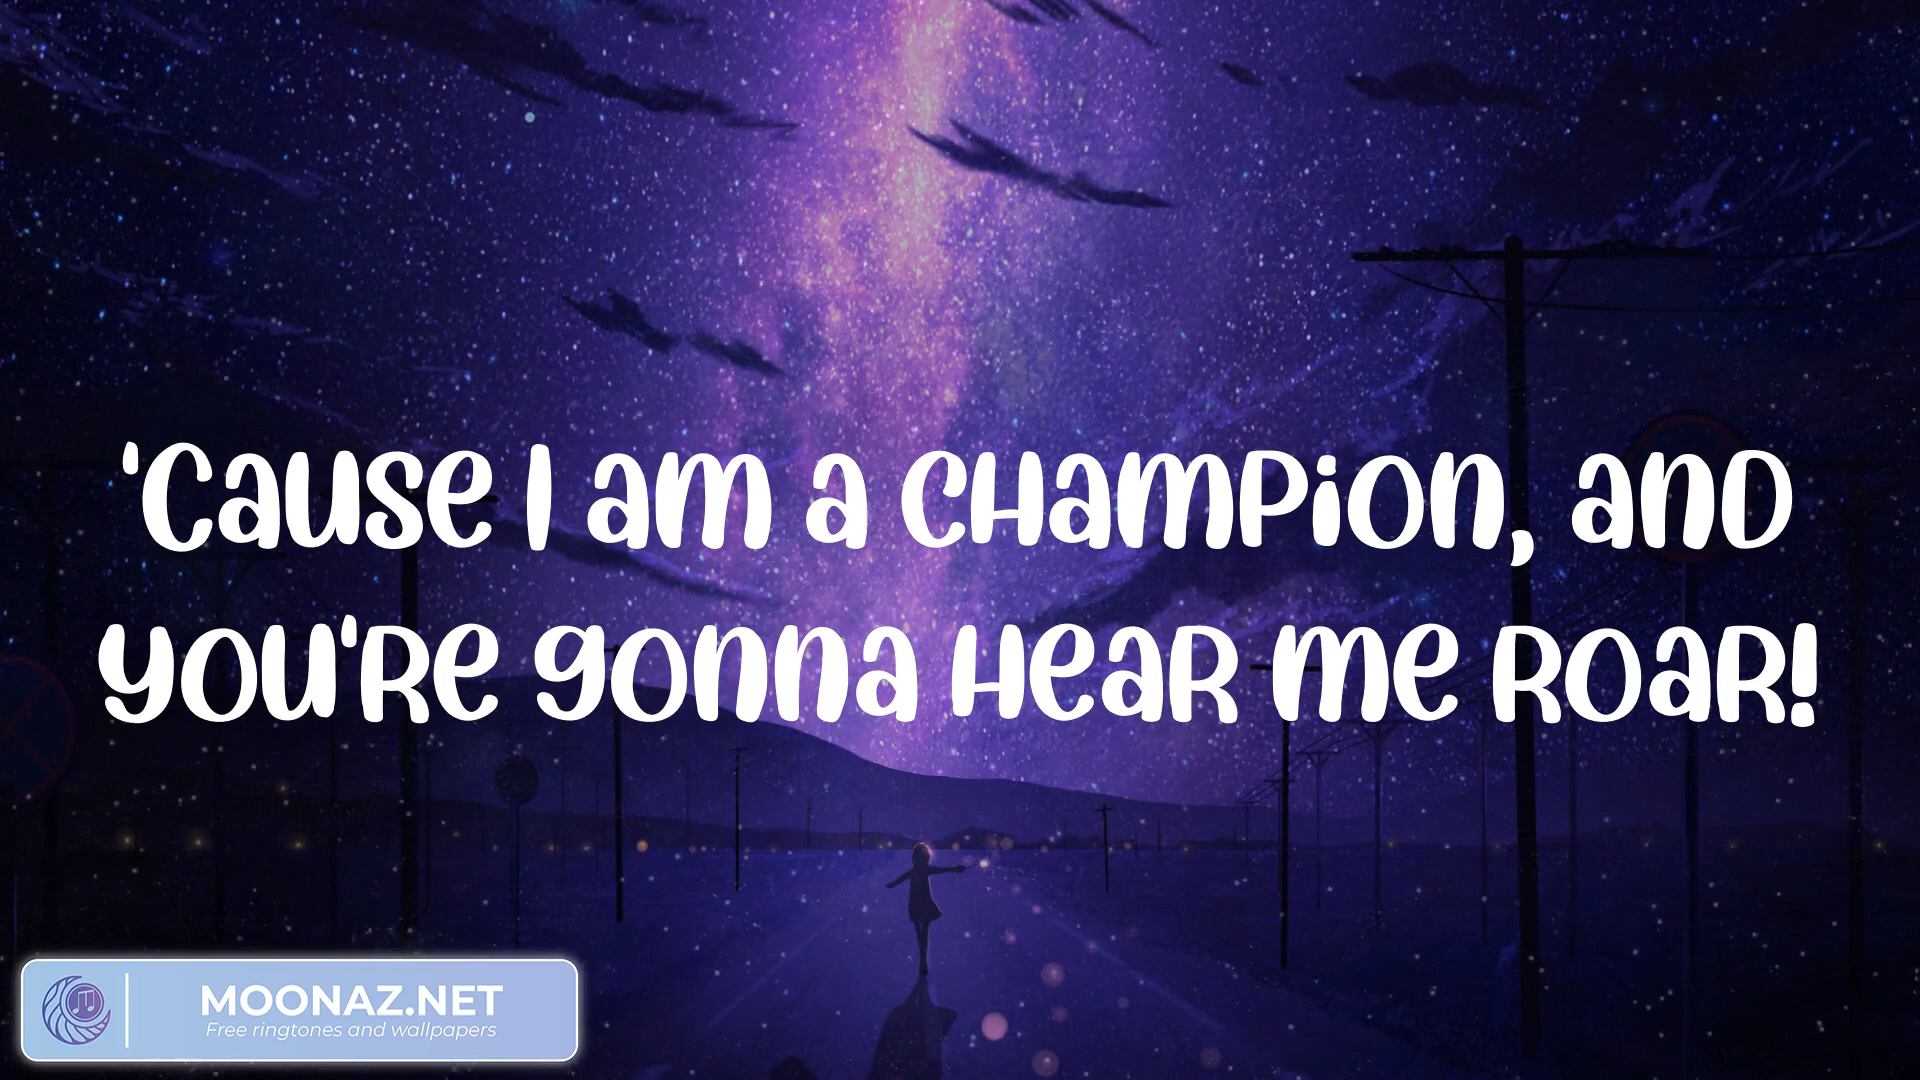 'Cause I am a champion, and
you're gonna hear me roar!
MOONAZ.NET
Free ringtones and wallpapers